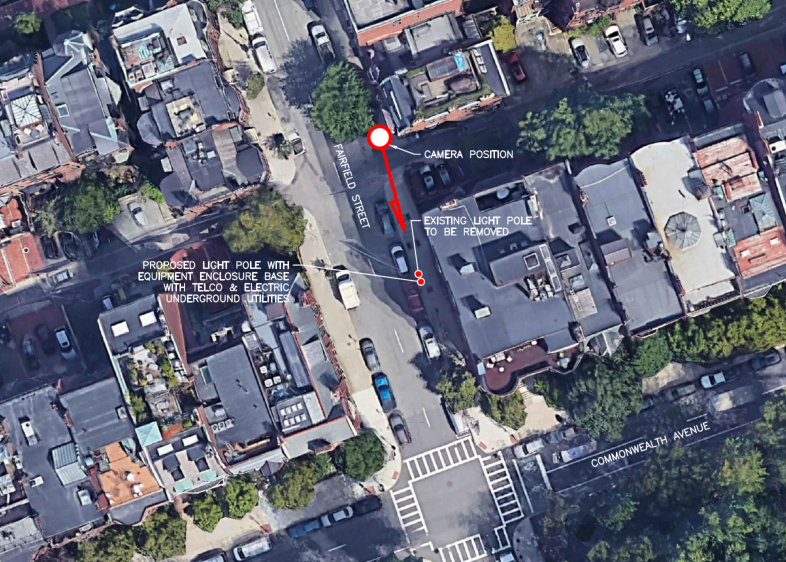 FAIRFIELD STREET
CAMERA POSITION
EXISTING LIGHT POLE
TO BE REMOVED
PROPOSED LIGHT POLE WITH
EQUIPMENT ENCLOSURE BASE
WITH TELCO & ELECTRIC
UNDERGROUND UTILITIES
COMMONWEALTH AVENUE